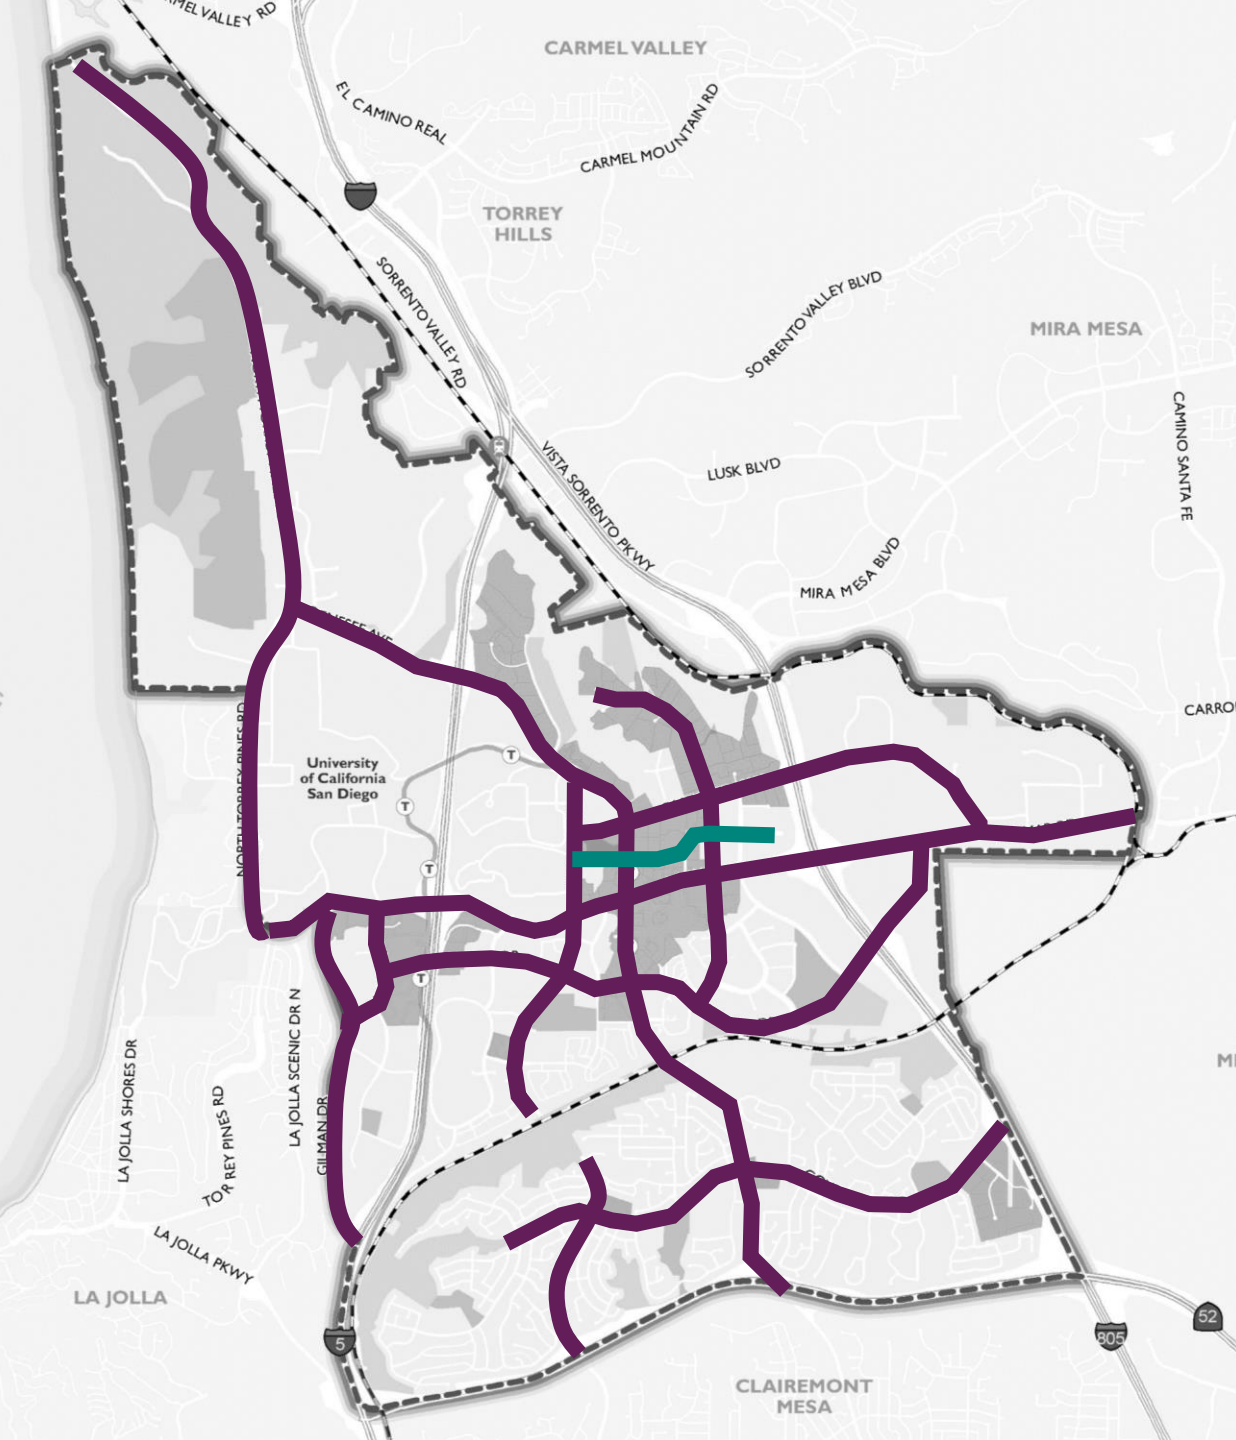 CARMEL VALLEY
EL CAMINO REAL
CARMEL MOUNTAIN RD
TORREY
HILLS
SORRENTO VALLEY RD
SORRENTO VALLEY BLVD
MIRA MESA
CAMINO SANTA FE
VISTA SORRENTO PKWY
LUSK BLVD
MIRA MESA BLVD
CARRO
NORTH TORREY PINES RD
University
of California
San Diego
T
T
T
T
LA JOLLA SHORES DR
TORREY PINES RD
LA JOLLA SCENIC DR N
GILMAN DR
LA JOLLA PKWY
LA JOLLA
5
805
52
CLAIREMONT
MESA